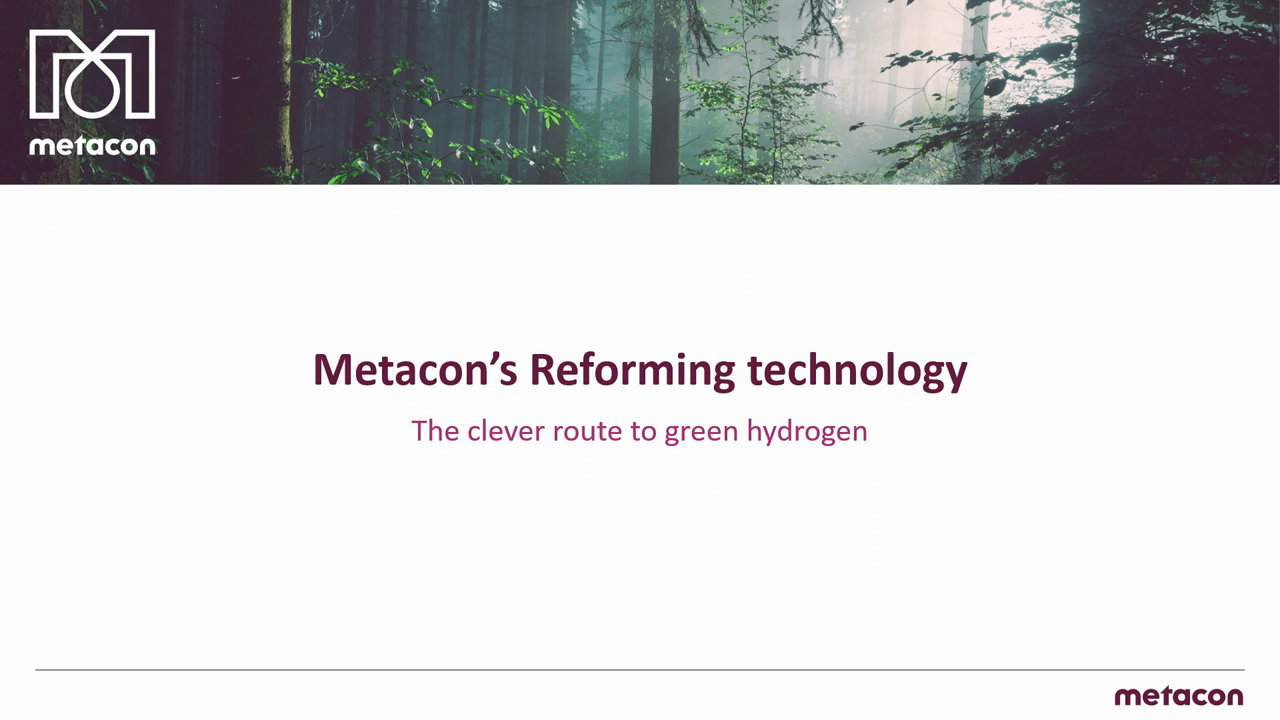 metacon
Metacon’s Reforming technology
The clever route to green hydrogen
metacon